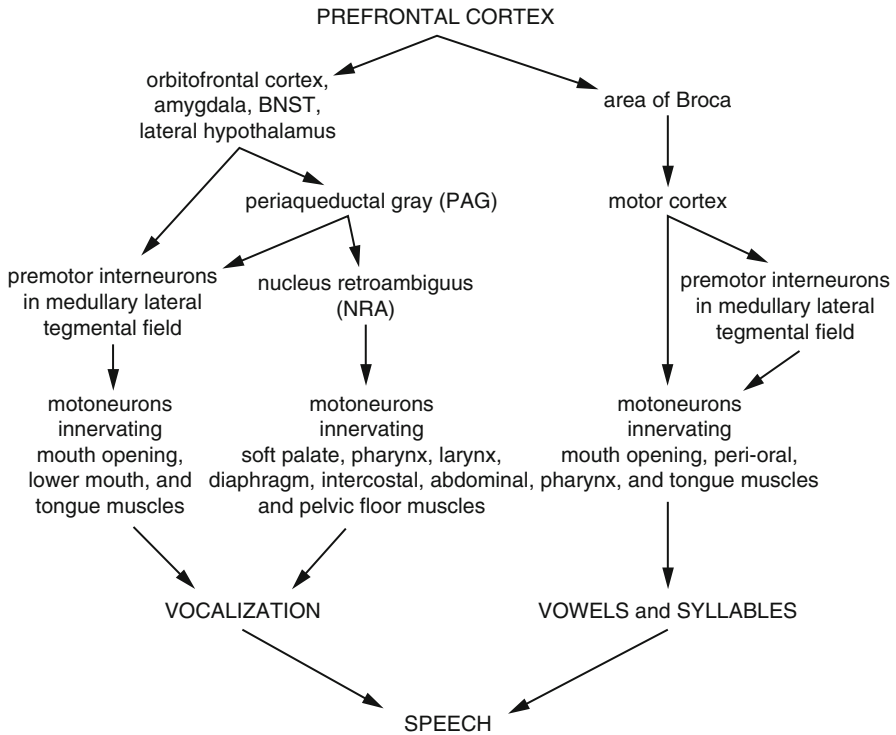 PREFRONTAL CORTEX
orbitofrontal cortex,
amygdala, BNST,
lateral hypothalamus
area of Broca
periaqueductal gray (PAG)
motor cortex
premotor interneurons
in medullary lateral
tegmental field
nucleus retroambiguus
(NRA)
premotor interneurons
in medullary lateral
tegmental field
motoneurons
innervating
mouth opening,
lower mouth, and
tongue muscles
motoneurons
innervating
soft palate, pharynx, larynx,
diaphragm, intercostal, abdominal,
and pelvic floor muscles
motoneurons
innervating
mouth opening, peri-oral,
pharynx, and tongue muscles
VOCALIZATION
VOWELS and SYLLABLES
SPEECH